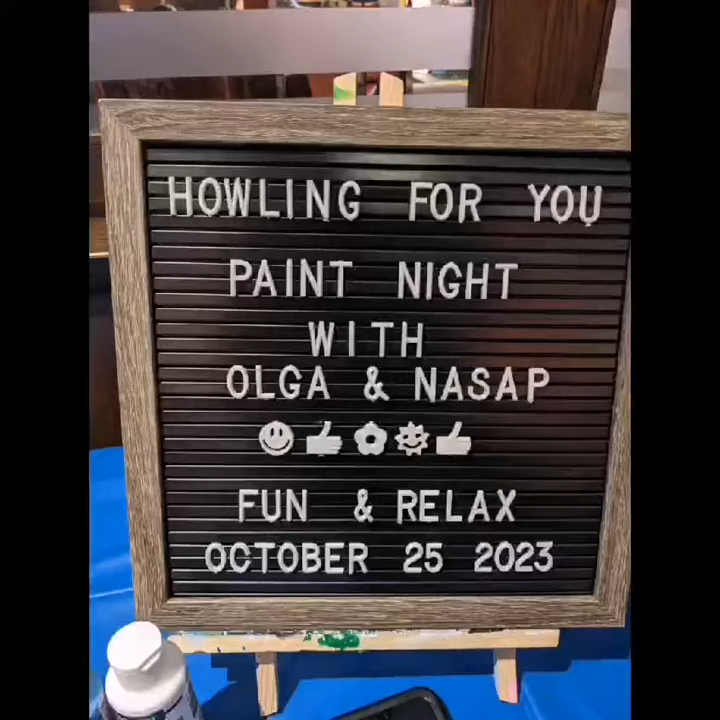 HOWLING FOR YOU
PAINT NIGHT
WITH
OLGA & NASAP
FUN & RELAX
OCTOBER 25 2023